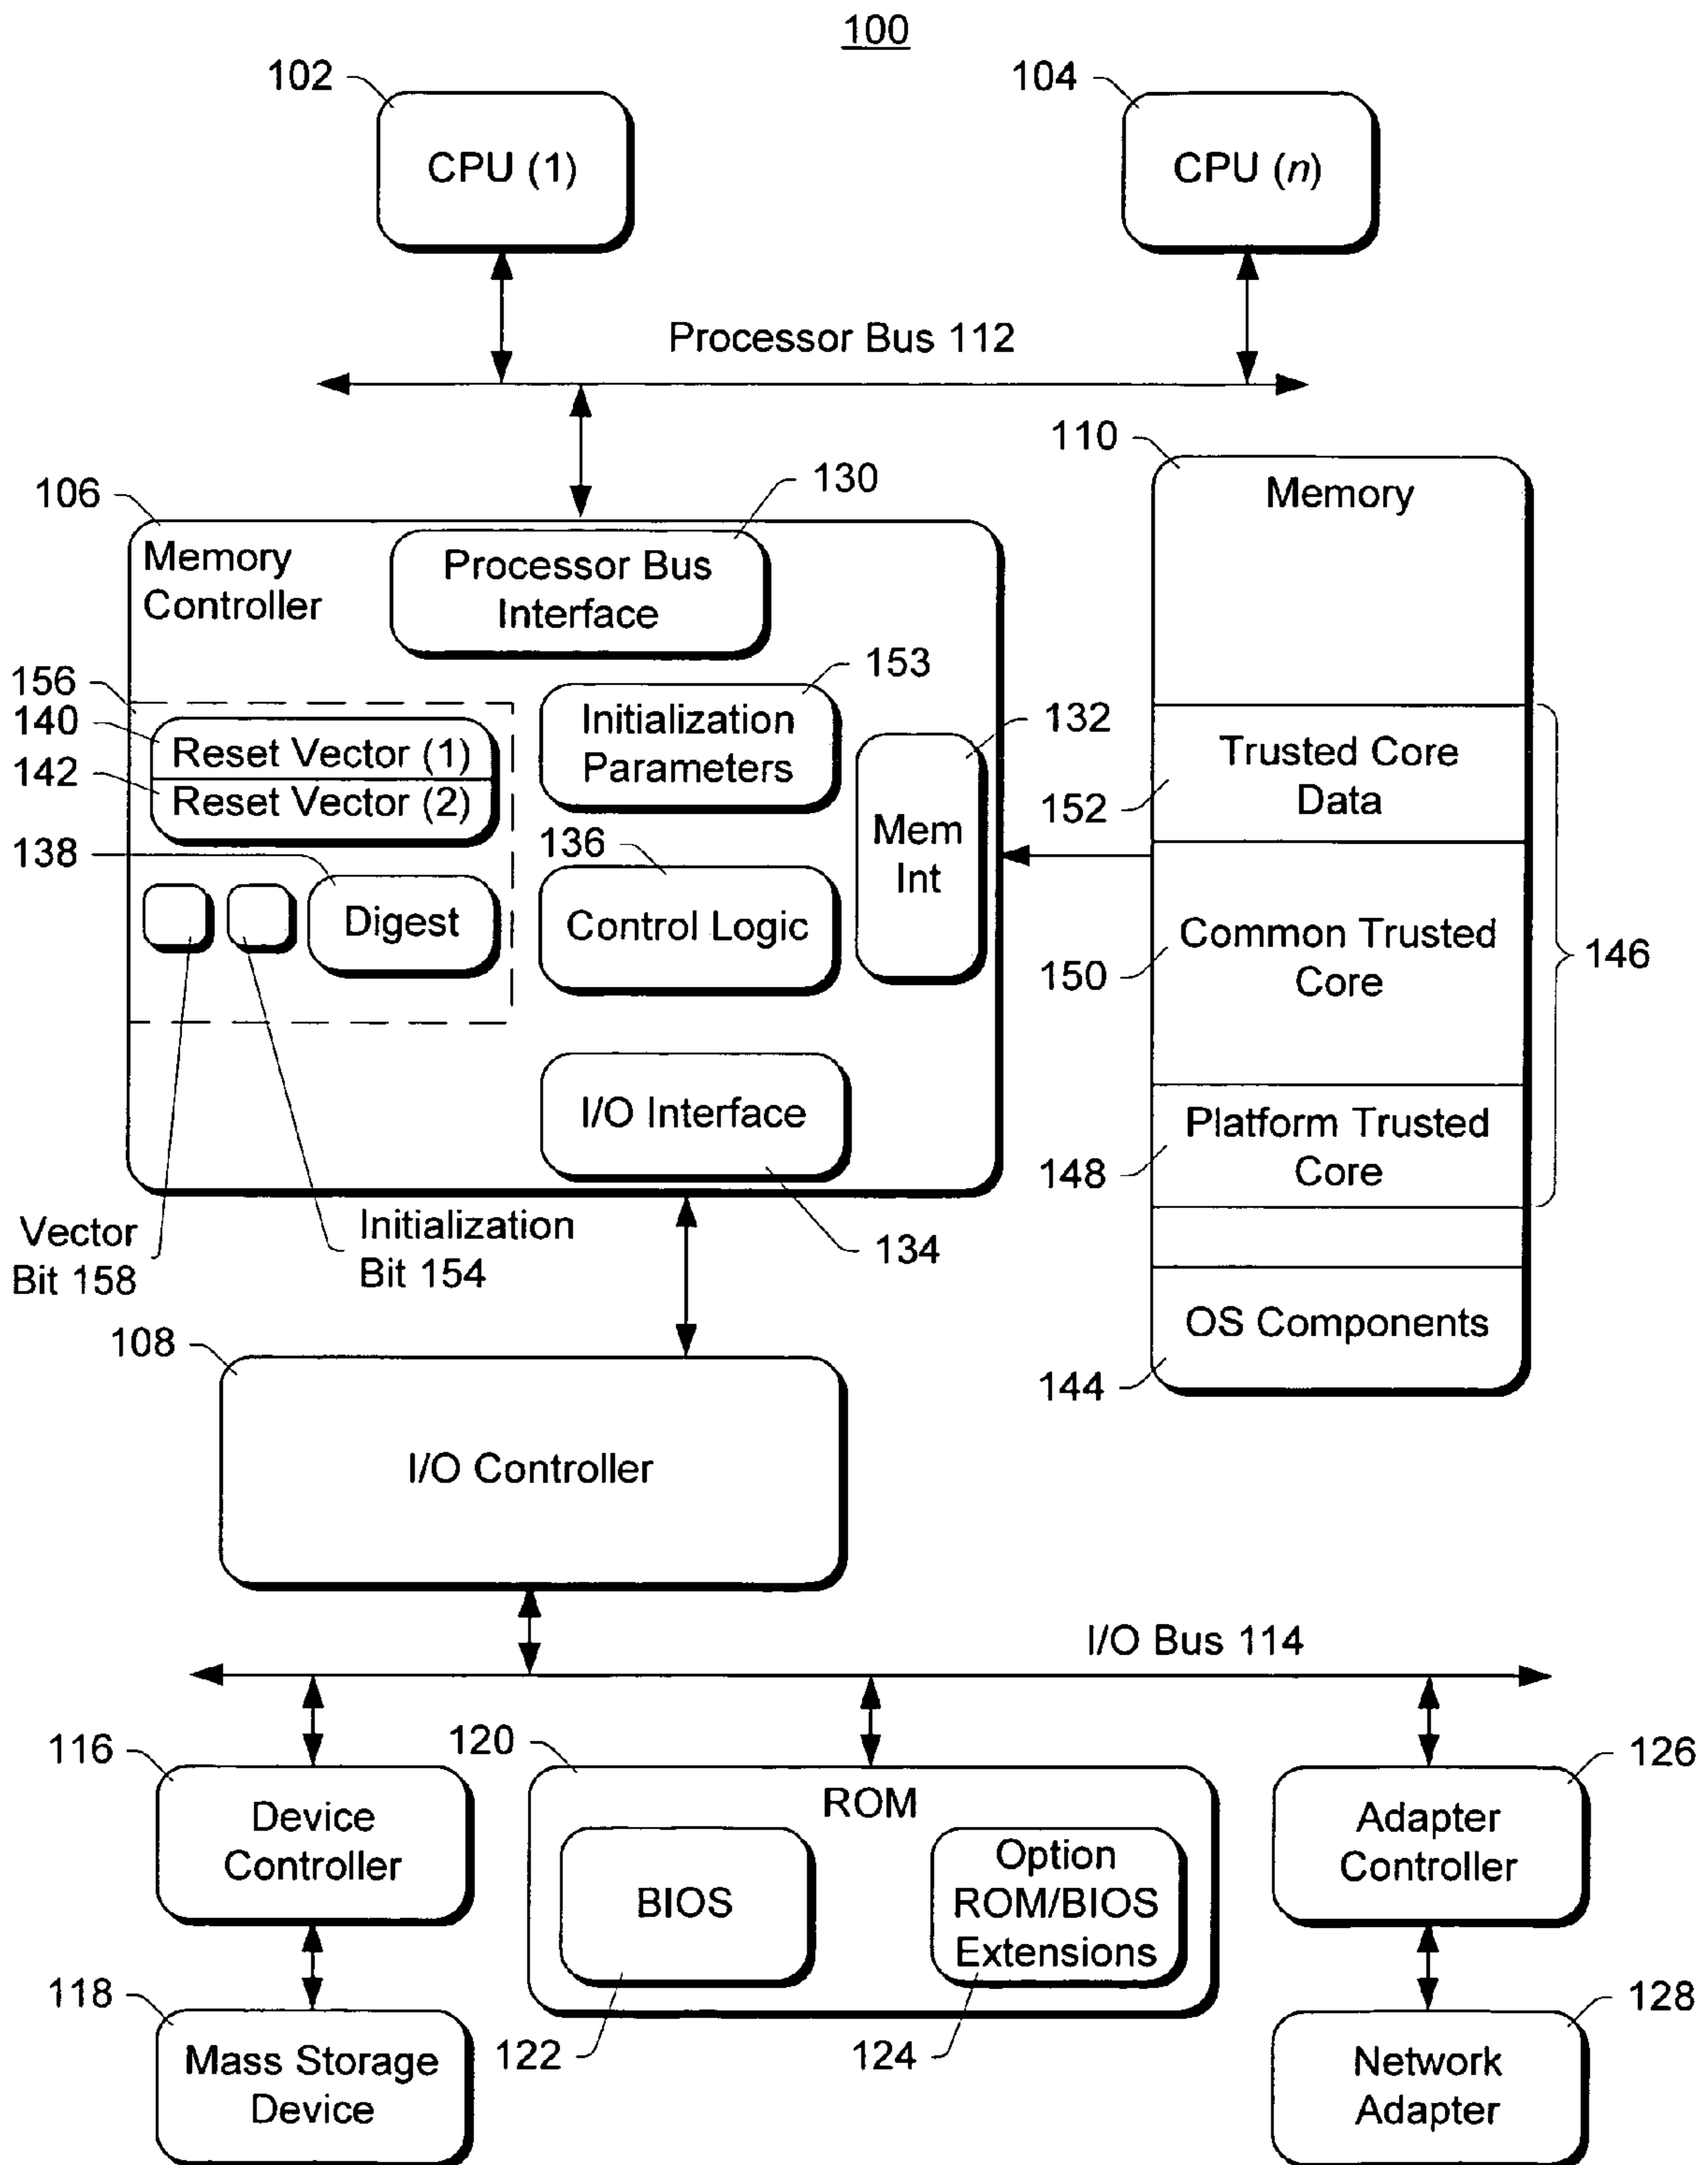 100
102
104
CPU (1)
CPU (n)
Processor Bus 112
106
130
110
Memory
Controller
Processor Bus
Interface
Memory
156
140
142
138
Reset Vector (1)
Reset Vector (2)
Digest
153
Initialization
Parameters
136
Control Logic
132
Mem
Int
I/O Interface
134
Vector
Bit 158
Initialization
Bit 154
Trusted Core
Data
152
Common Trusted
Core
150
146
Platform Trusted
Core
148
OS Components
144
108
I/O Controller
I/O Bus 114
116
Device
Controller
120
ROM
BIOS
122
Option
ROM/BIOS
Extensions
124
126
Adapter
Controller
118
Mass Storage
Device
128
Network
Adapter